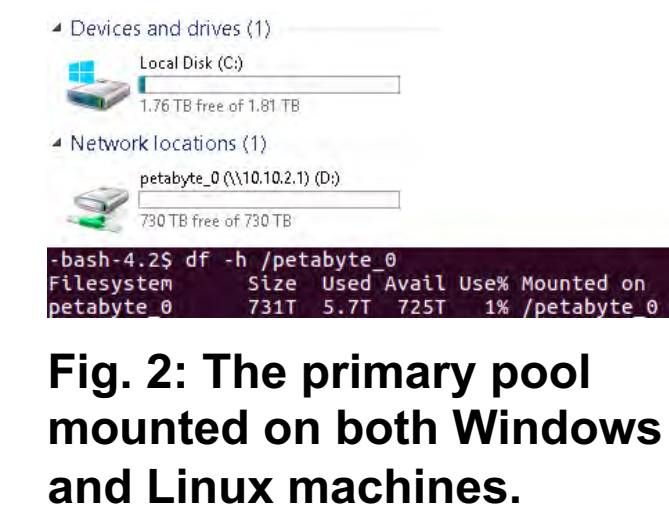 Devices and drives (1)
Local Disk (C:)
1.76 TB free of 1.81 TB
Network locations (1)
petabyte_0 (\\10.10.2.1) (D:)
730 TB free of 730 TB
-bash-4.2$ df -h /petabyte_0
Filesystem Size Used Avail Use% Mounted on
petabyte_0 731T 5.7T 725T 1% /petabyte_0
Fig. 2: The primary pool
mounted on both Windows
and Linux machines.